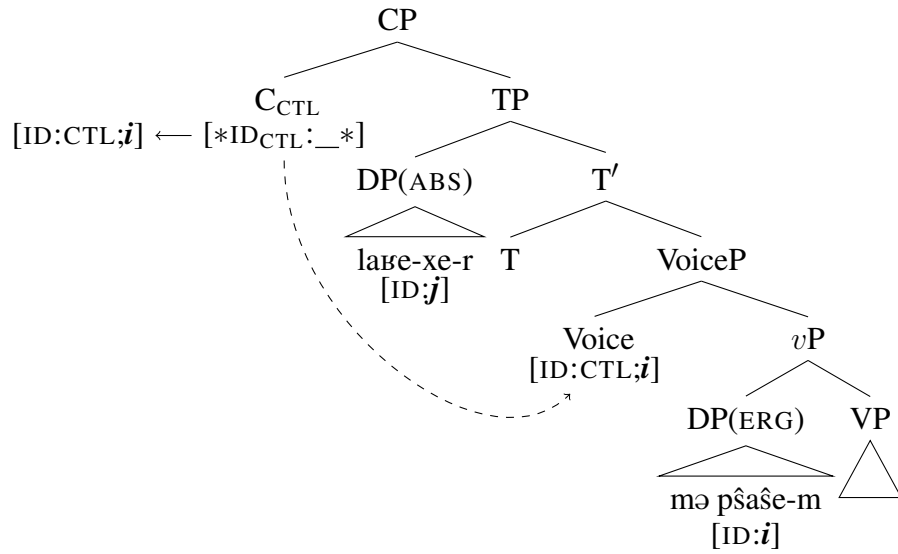 CP
C_CTL TP
[ID:CTL;i] ← [*ID_CTL:__*]
DP(ABS) T′
laʁe-xe-r T VoiceP
[ID:j]
Voice vP
[ID:CTL;i]
DP(ERG) VP
mə pŝaŝe-m
[ID:i]